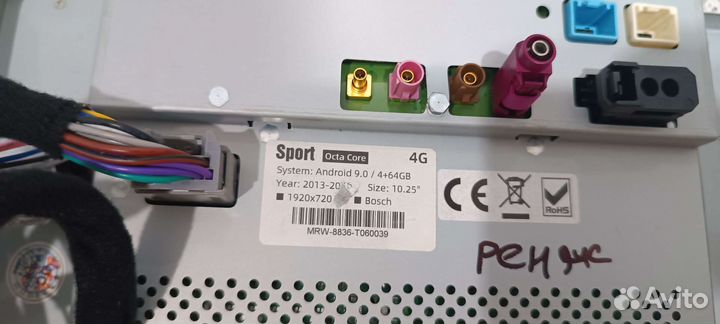 Sport Octa Core 4G
System: Android 9.0 / 4+64GB
Size: 10.25"
1920x720 Bosch
MRW-8836-T060039
CE
RoHS
Avito